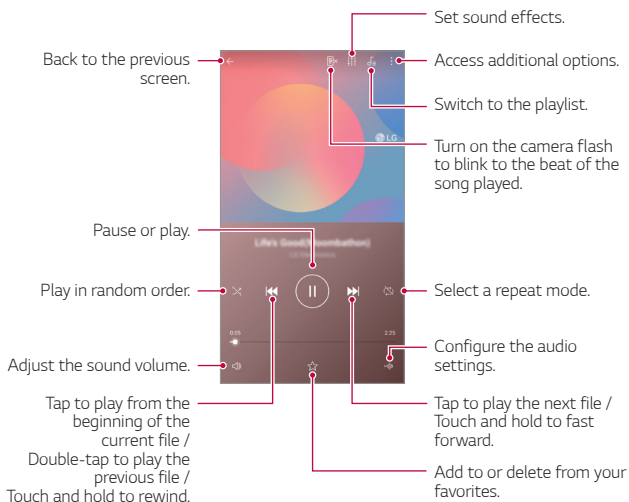 Set sound effects.
Back to the previous
screen.
Access additional options.
Switch to the playlist.
LG
Turn on the camera flash
to blink to the beat of the
song played.
Pause or play.
Life's Good(Moombathon)
LG Electronics
Play in random order.
Select a repeat mode.
0:05
2:25
Adjust the sound volume.
Configure the audio
settings.
Tap to play from the
beginning of the
current file /
Double-tap to play the
previous file /
Touch and hold to rewind.
Tap to play the next file /
Touch and hold to fast
forward.
Add to or delete from your
favorites.